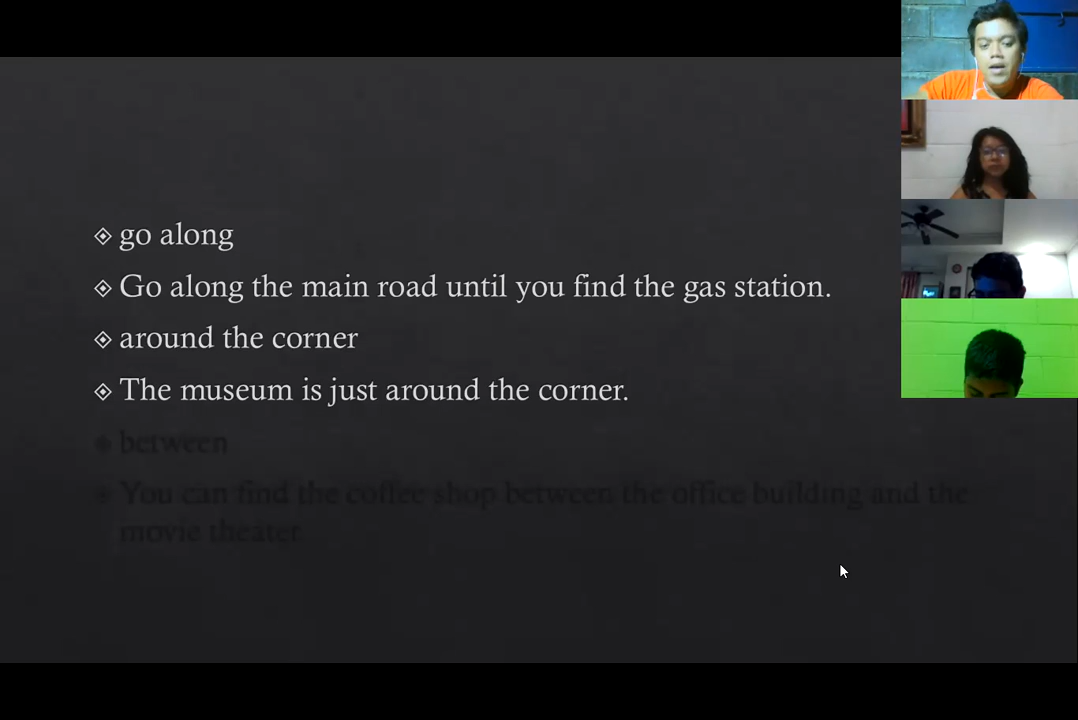 go along
Go along the main road until you find the gas station.
around the corner
The museum is just around the corner.
between
You can find the coffee shop between the office building and the
movie theater